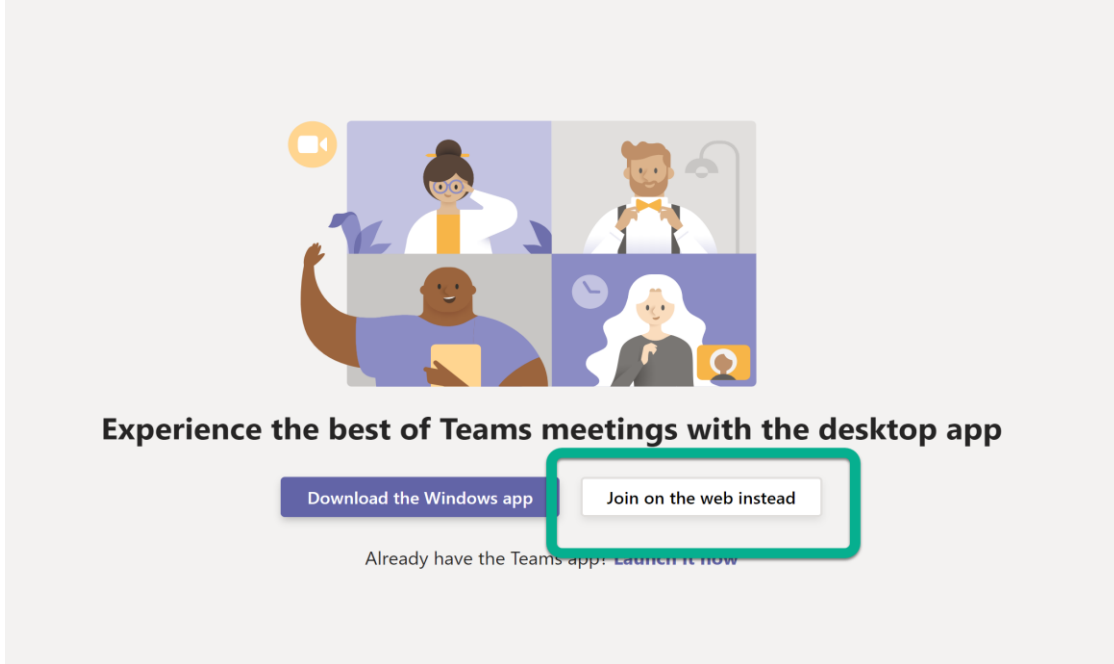 Experience the best of Teams meetings with the desktop app
Download the Windows app
Join on the web instead
Already have the Teams app? Launch it now